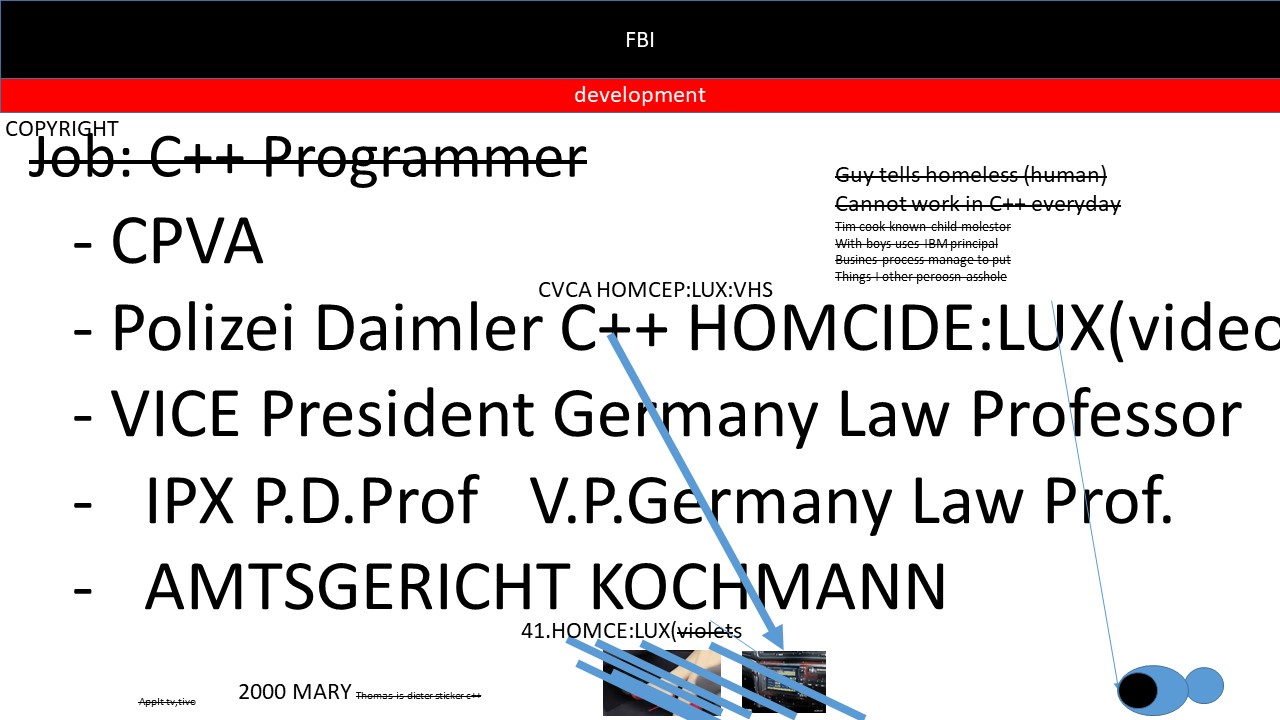 FBI
development
COPYRIGHT
Job: C++ Programmer
Guy tells homeless (human)
Cannot work in C++ everyday
Tim cook known child molestor
With boys uses IBM principal
Busines process manage to put
Things I other peroosn asshole
- CPVA
CVCA HOMCEP:LUX:VHS
- Polizei Daimler C++ HOMCIDE:LUX(video
- VICE President Germany Law Professor
- IPX P.D.Prof V.P.Germany Law Prof.
- AMTSGERICHT KOCHMANN
41.HOMCE:LUX(violets
2000 MARY Thomas is dieter sticker c++
Applt tv,tivo